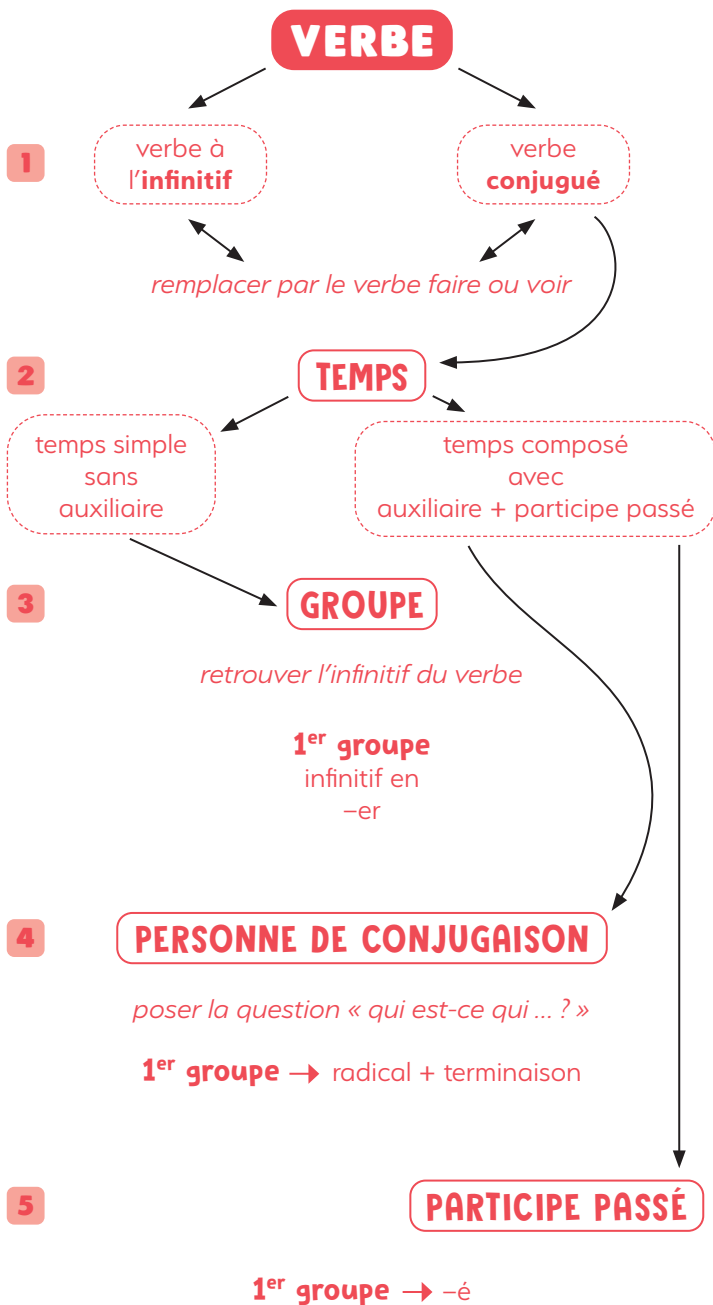 VERBE
1
verbe à
l'infinitif
verbe
conjugué
remplacer par le verbe faire ou voir
2
TEMPS
temps simple
sans
auxiliaire
temps composé
avec
auxiliaire + participe passé
3
GROUPE
retrouver l'infinitif du verbe
1er groupe
infinitif en
–er
4
PERSONNE DE CONJUGAISON
poser la question « qui est-ce qui ... ? »
1er groupe → radical + terminaison
5
PARTICIPE PASSÉ
1er groupe → –é